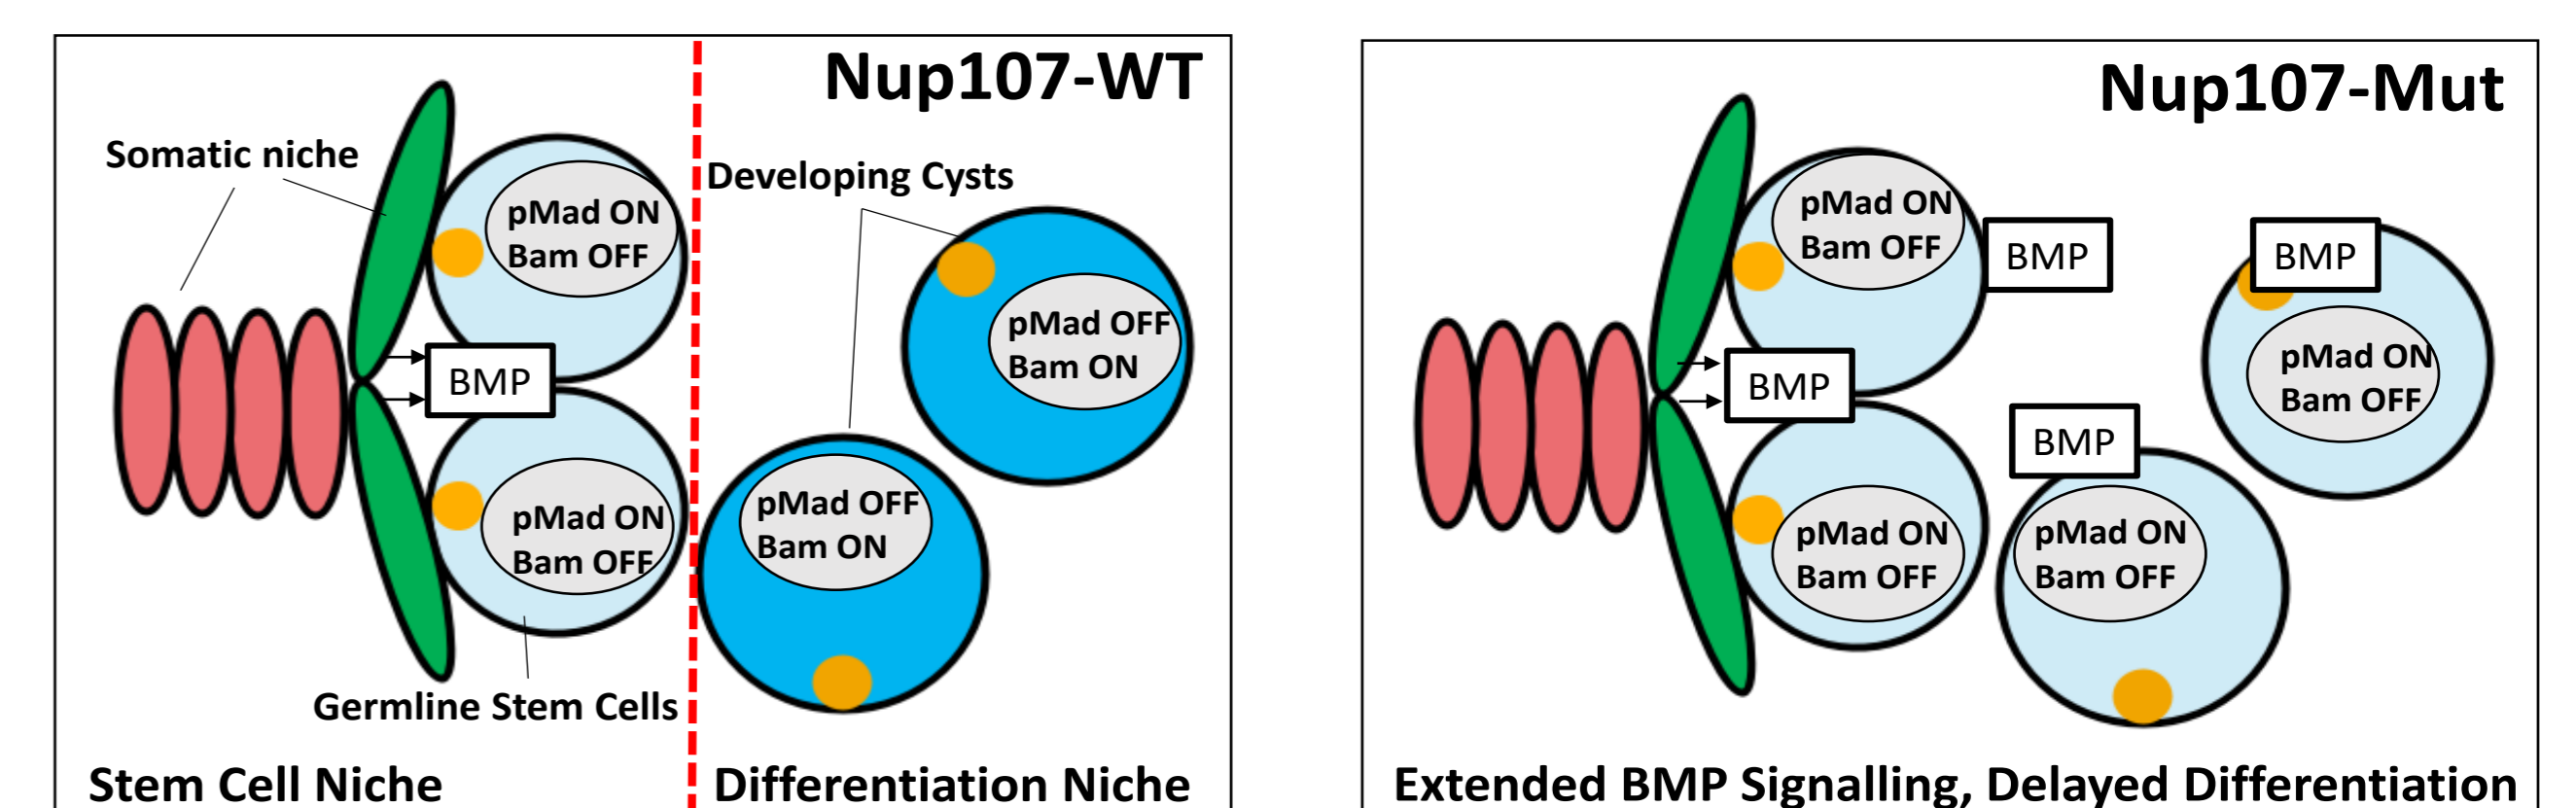 Nup107-WT
Somatic niche
Developing Cysts
pMad ON
Bam OFF
pMad OFF
Bam ON
BMP
pMad OFF
Bam ON
pMad ON
Bam OFF
Germline Stem Cells
Stem Cell Niche
Differentiation Niche
Nup107-Mut
pMad ON
Bam OFF
BMP
BMP
pMad ON
Bam OFF
BMP
BMP
pMad ON
Bam OFF
pMad ON
Bam OFF
Extended BMP Signalling, Delayed Differentiation